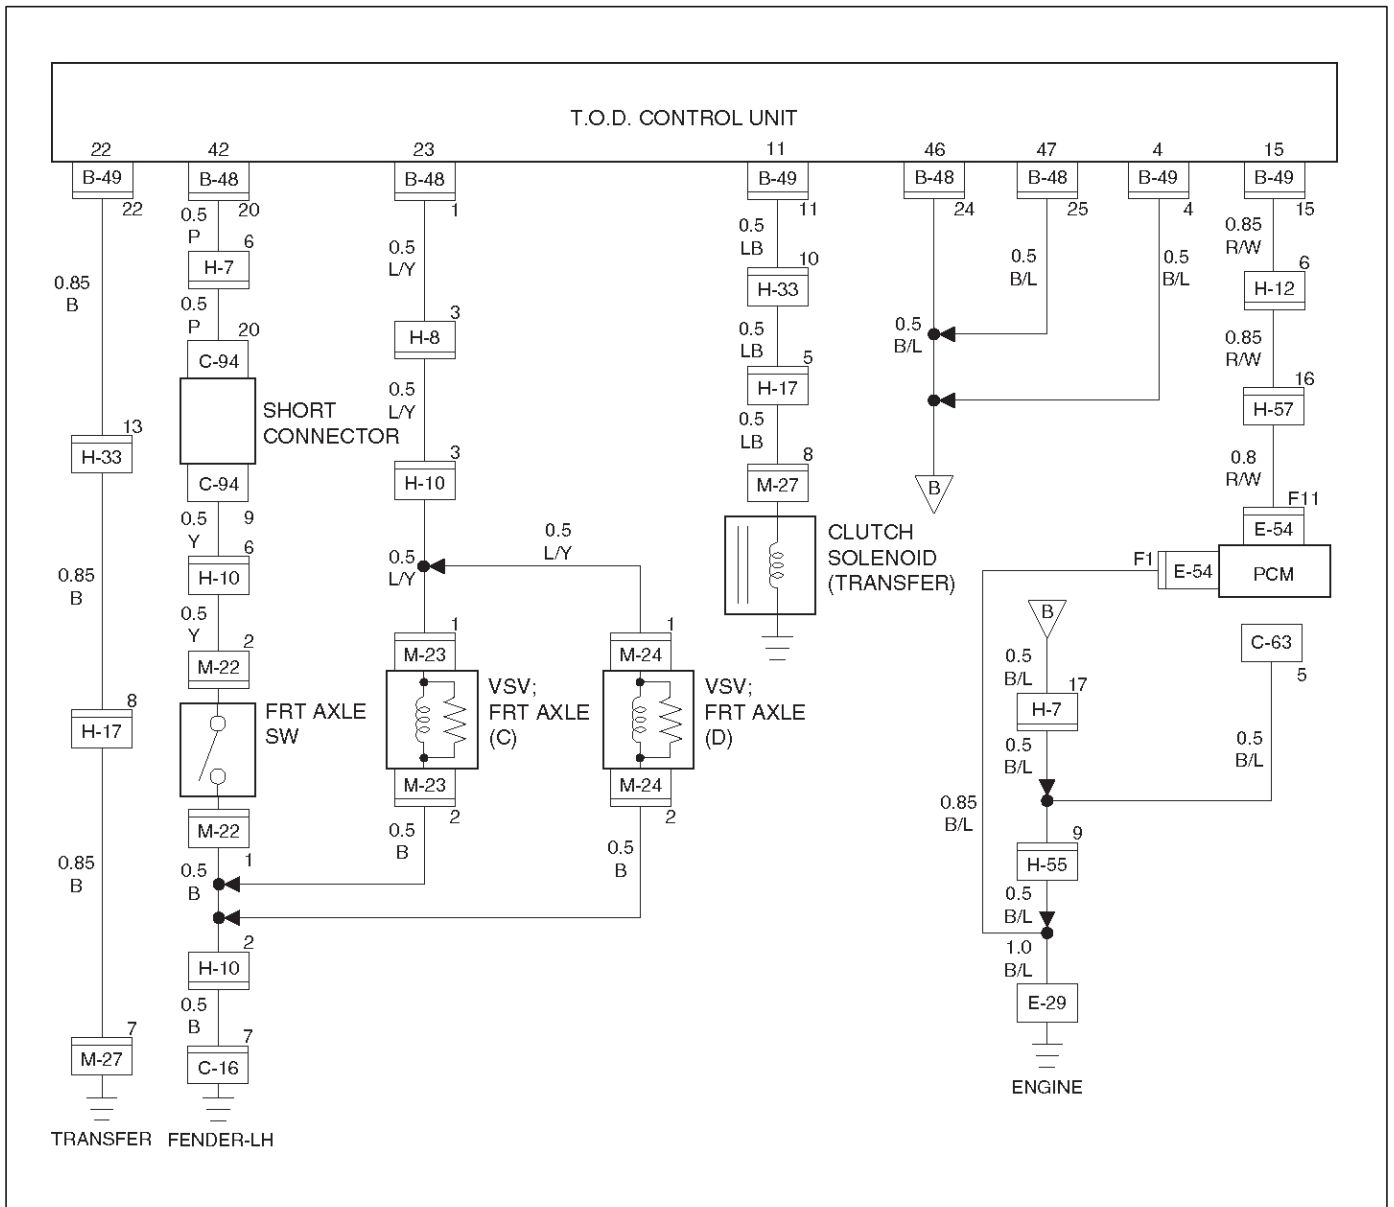 T.O.D. CONTROL UNIT
22
42
23
11
46
47
4
15
B-49
B-48
B-48
B-49
B-48
B-48
B-49
B-49
22
20
1
11
24
25
4
15
0.5
P
6
H-7
0.5
P
20
C-94
SHORT
CONNECTOR
C-94
0.5
Y
9
6
H-10
0.5
Y
2
M-22
FRT AXLE
SW
M-22
1
0.5
B
2
H-10
0.5
B
7
C-16
FENDER-LH
0.85
B
13
H-33
0.85
B
8
H-17
0.85
B
7
M-27
TRANSFER
0.5
L/Y
3
H-8
0.5
L/Y
3
H-10
0.5
L/Y
0.5
L/Y
1
M-23
VSV;
FRT AXLE
(C)
M-23
2
0.5
B
1
M-24
VSV;
FRT AXLE
(D)
M-24
2
0.5
B
0.5
LB
10
H-33
0.5
LB
5
H-17
0.5
LB
8
M-27
CLUTCH
SOLENOID
(TRANSFER)
0.5
B/L
0.5
B/L
0.5
B/L
B
0.85
R/W
6
H-12
0.85
R/W
16
H-57
0.8
R/W
F11
E-54
F1
E-54
PCM
C-63
5
B
0.5
B/L
17
H-7
0.5
B/L
0.5
B/L
0.85
B/L
9
H-55
0.5
B/L
1.0
B/L
E-29
ENGINE